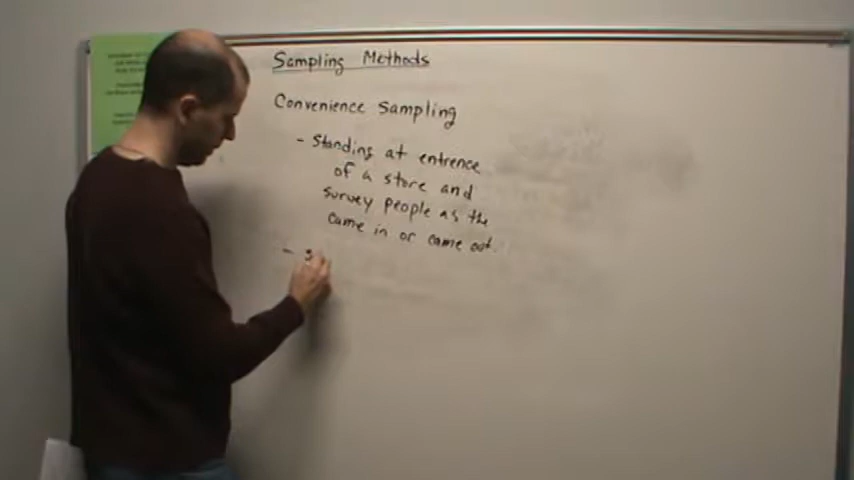 Sampling Methods
Convenience Sampling
- Standing at entrence
of a store and
survey people as the
came in or came out.
- s